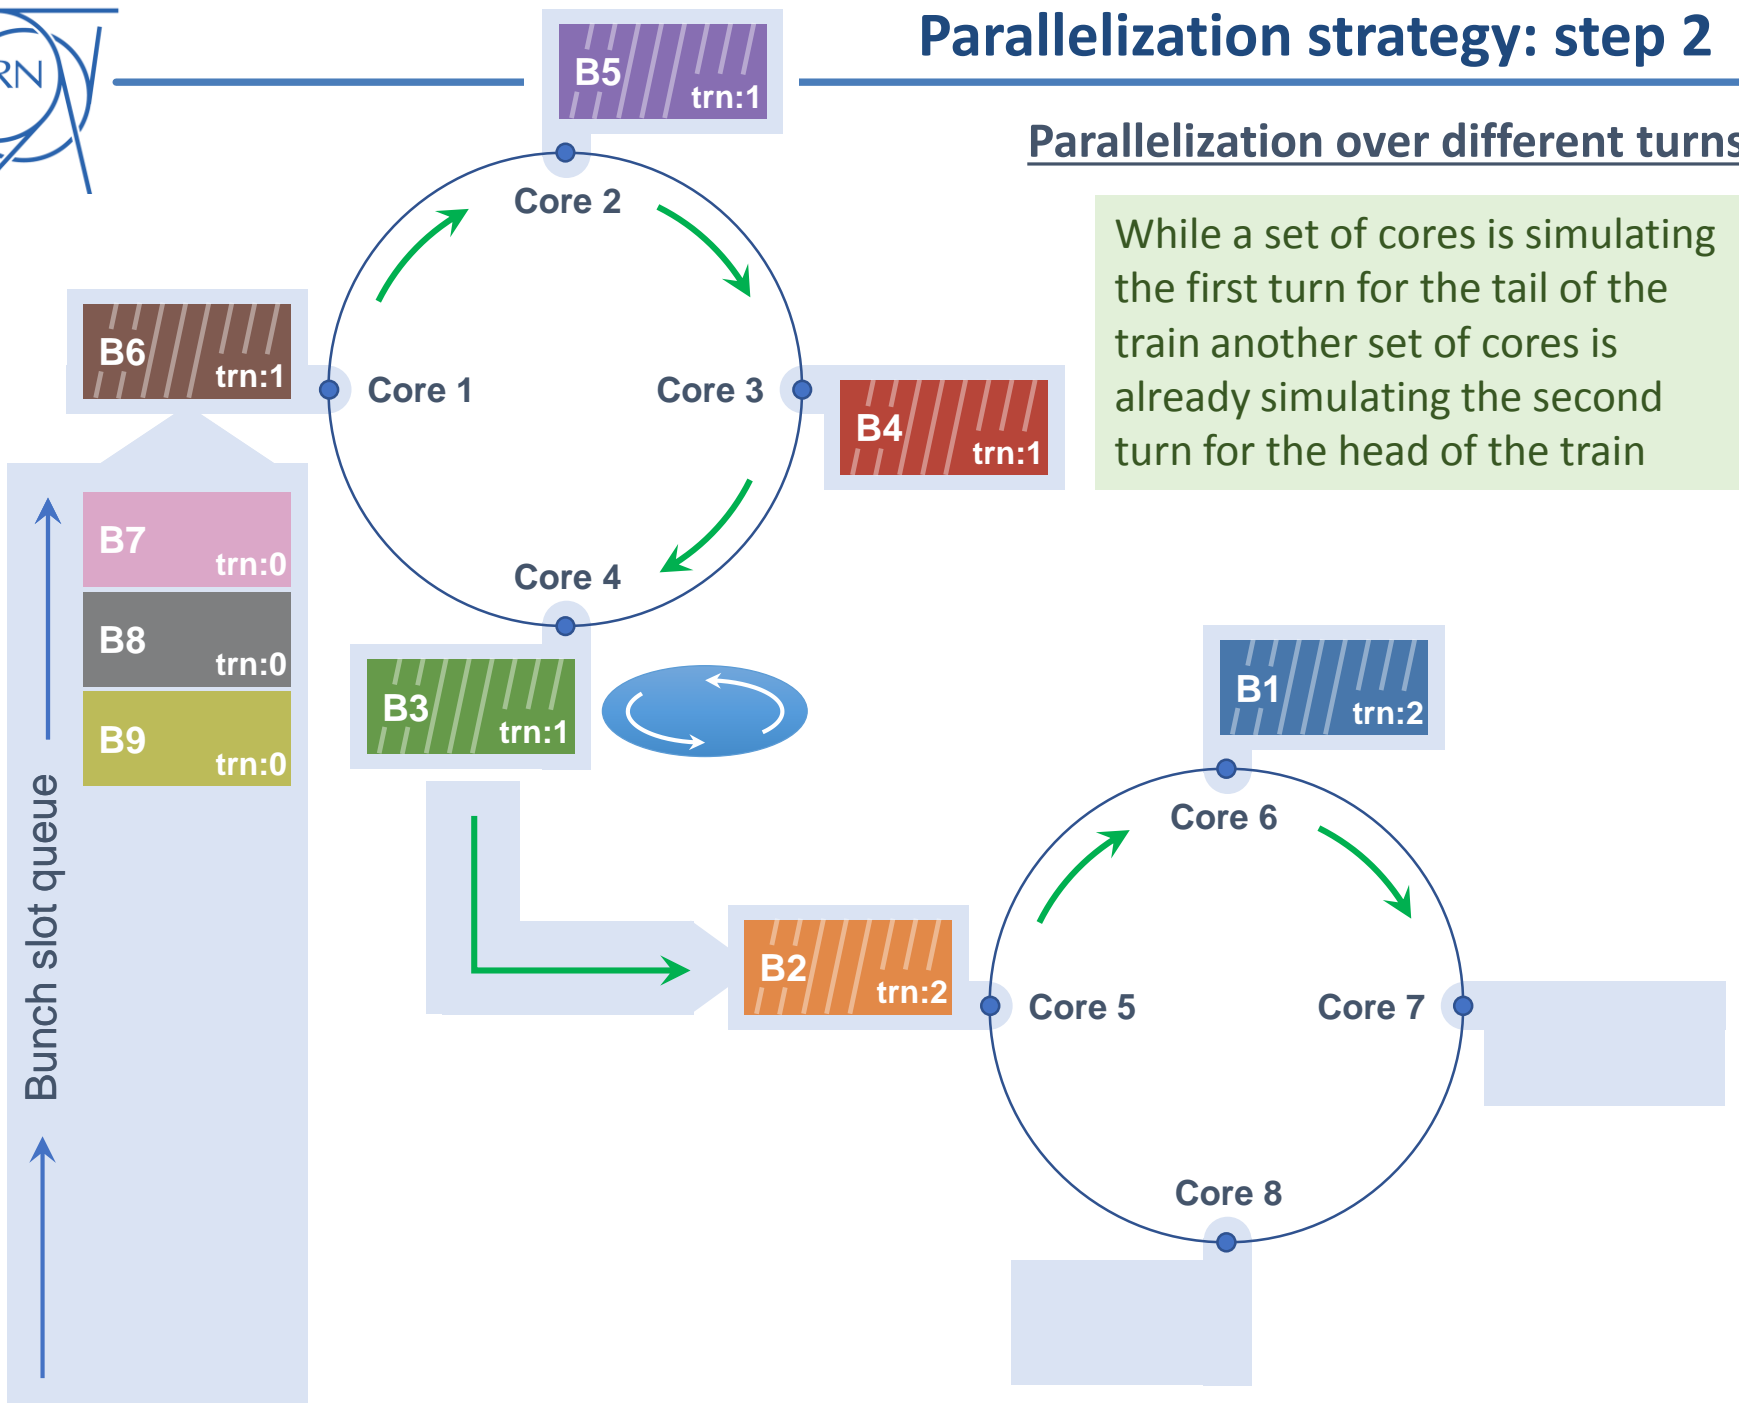 RN
Parallelization strategy: step 2
Parallelization over different turns
While a set of cores is simulating
the first turn for the tail of the
train another set of cores is
already simulating the second
turn for the head of the train
B5
trn:1
Core 2
B6
trn:1
Core 1
Core 3
B4
trn:1
Core 4
B3
trn:1
B7
trn:0
B8
trn:0
B9
trn:0
Bunch slot queue
B1
trn:2
Core 6
B2
trn:2
Core 5
Core 7
Core 8